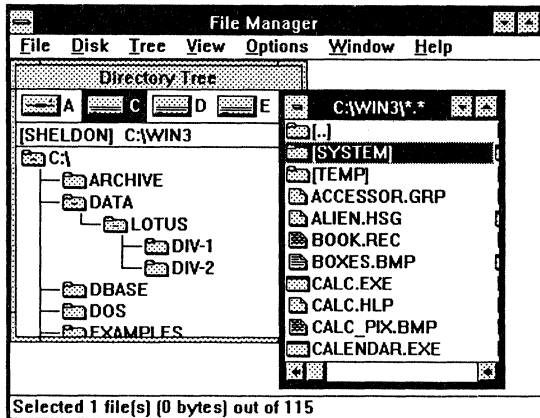 File Manager
File Disk Tree View Options Window Help
Directory Tree
A C D E
[SHELDON] C:\WIN3
C:\
ARCHIVE
DATA
LOTUS
DIV-1
DIV-2
DBASE
DOS
EXAMPLES
C:\WIN3\*.*
[..]
[SYSTEM]
[TEMP]
ACCESSOR.GRP
ALIEN.HSG
BOOK.REC
BOXES.BMP
CALC.EXE
CALC.HLP
CALC_PIX.BMP
CALENDAR.EXE
Selected 1 file(s) (0 bytes) out of 115